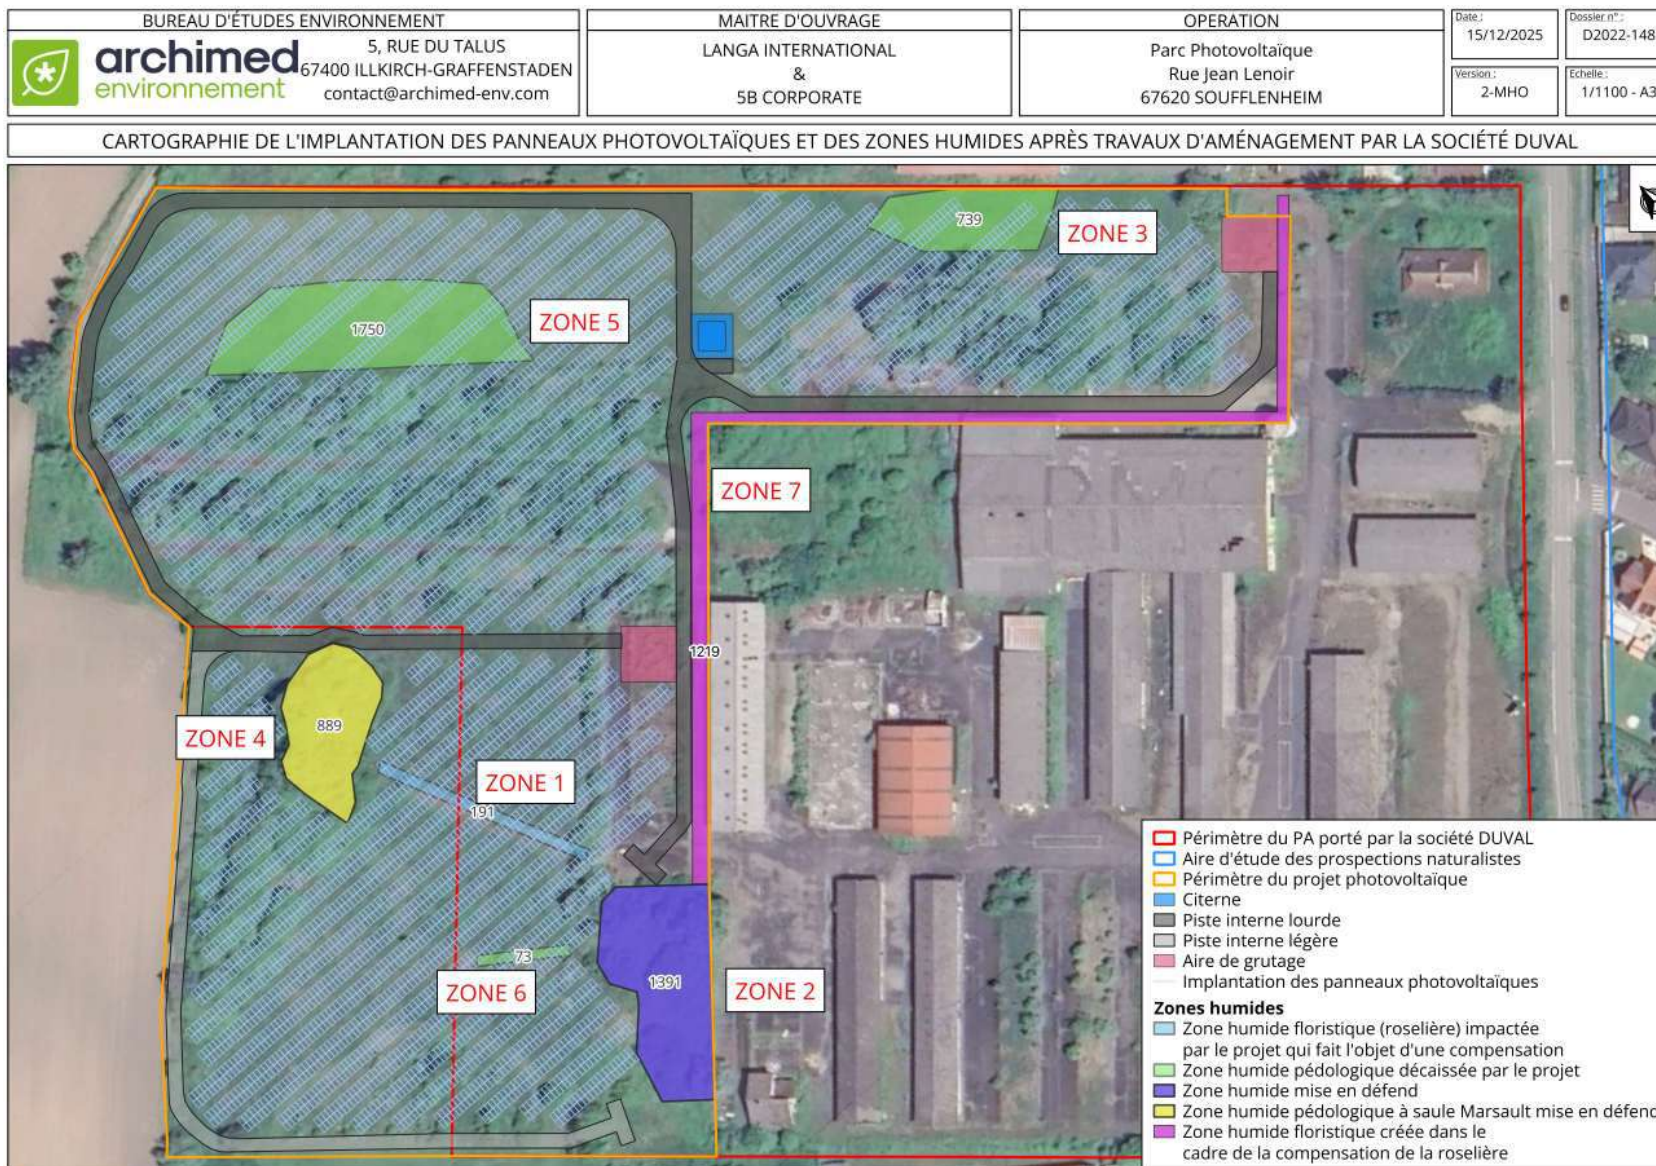 BUREAU D'ÉTUDES ENVIRONNEMENT
archimed
environnement
5, RUE DU TALUS
67400 ILLKIRCH-GRAFFENSTADEN
contact@archimed-env.com
MAITRE D'OUVRAGE
LANGA INTERNATIONAL
&
5B CORPORATE
OPERATION
Parc Photovoltaïque
Rue Jean Lenoir
67620 SOUFFLENHEIM
Date :
15/12/2025
Dossier n° :
D2022-148
Version :
2-MHO
Echelle :
1/1100 - A3
CARTOGRAPHIE DE L'IMPLANTATION DES PANNEAUX PHOTOVOLTAÏQUES ET DES ZONES HUMIDES APRÈS TRAVAUX D'AMÉNAGEMENT PAR LA SOCIÉTÉ DUVAL
739
ZONE 3
1750
ZONE 5
ZONE 7
1219
889
ZONE 4
ZONE 1
191
73
ZONE 6
1391
ZONE 2
Périmètre du PA porté par la société DUVAL
Aire d'étude des prospections naturalistes
Périmètre du projet photovoltaïque
Citerne
Piste interne lourde
Piste interne légère
Aire de grutage
Implantation des panneaux photovoltaïques
Zones humides
Zone humide floristique (roselière) impactée
par le projet qui fait l'objet d'une compensation
Zone humide pédologique décaissée par le projet
Zone humide mise en défend
Zone humide pédologique à saule Marsault mise en défend
Zone humide floristique créée dans le
cadre de la compensation de la roselière